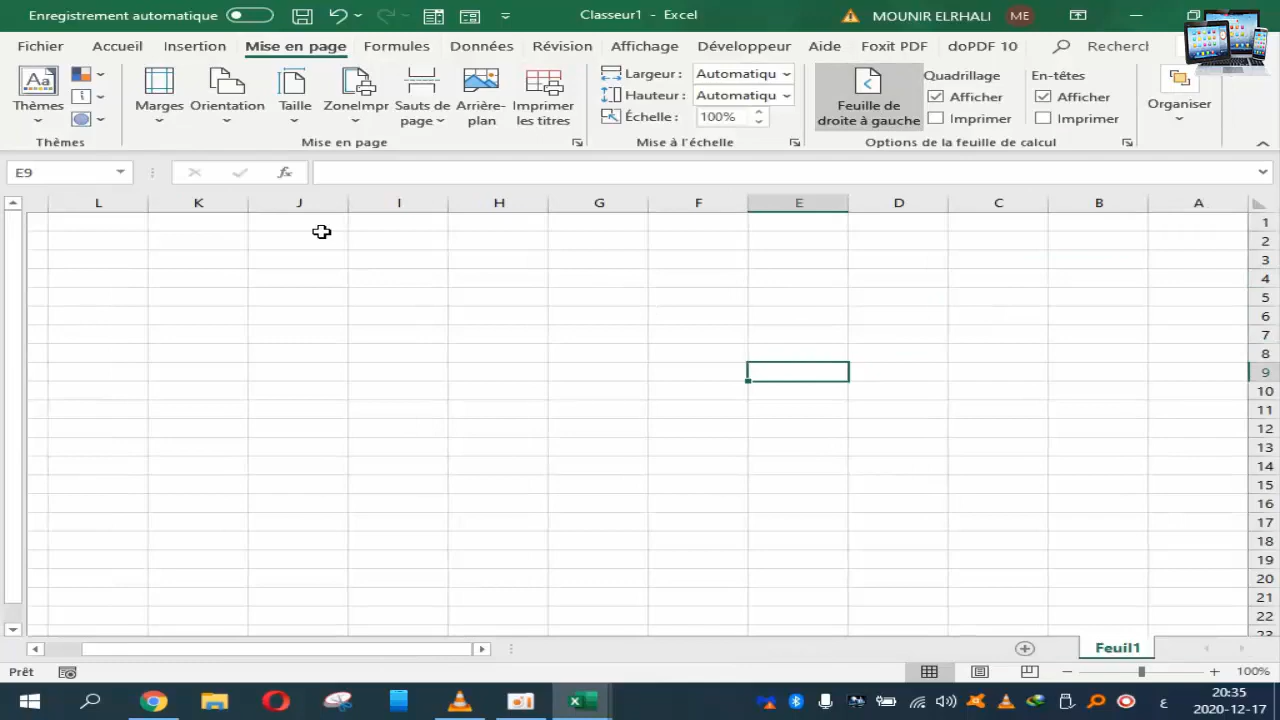 Enregistrement automatique
Classeur1 - Excel
MOUNIR ELRHALI ME
Fichier Accueil Insertion Mise en page Formules Données Révision Affichage Développeur Aide Foxit PDF doPDF 10 Rechercl
Thèmes Marges Orientation Taille ZoneImpr Sauts de page Arrière-plan Imprimer les titres
Largeur : Automatiqu
Hauteur : Automatiqu
Échelle : 100%
Feuille de droite à gauche
Quadrillage En-têtes
Afficher Afficher
Imprimer Imprimer
Organiser
Thèmes Mise en page Mise à l'échelle Options de la feuille de calcul
E9 fx
L K J I H G F E D C B A
1
2
3
4
5
6
7
8
9
10
11
12
13
14
15
16
17
18
19
20
21
22
23
Feuil1
Prêt 100%
ع
20:35
2020-12-17